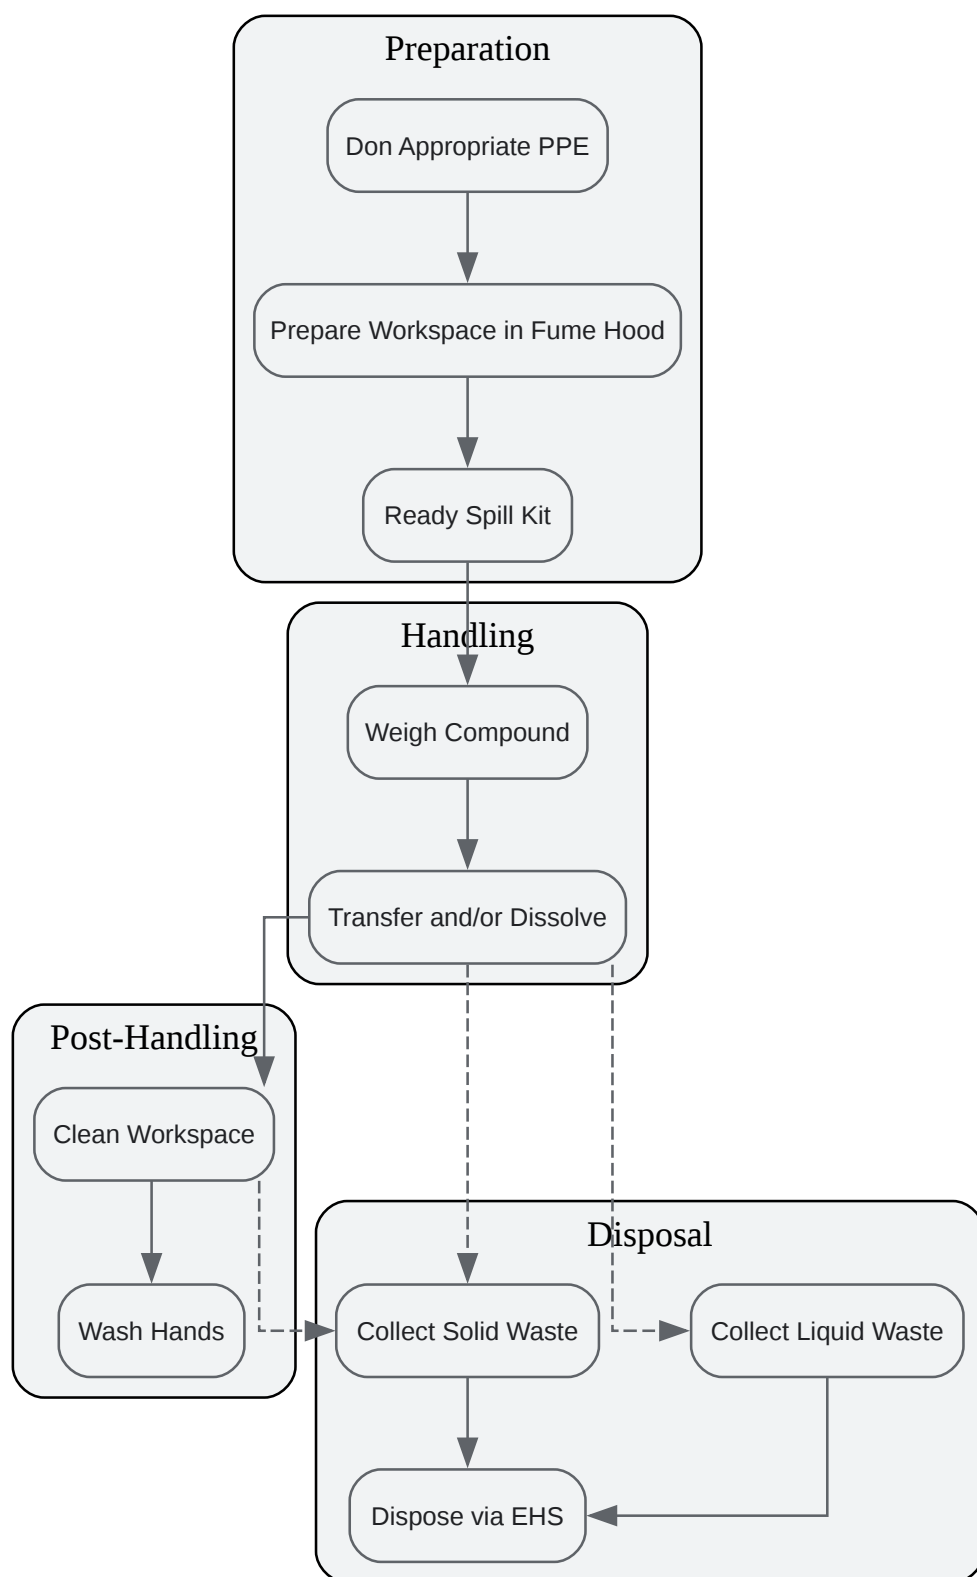 Preparation
Don Appropriate PPE
Prepare Workspace in Fume Hood
Ready Spill Kit
Handling
Weigh Compound
Transfer and/or Dissolve
Post-Handling
Clean Workspace
Wash Hands
Disposal
Collect Solid Waste
Collect Liquid Waste
Dispose via EHS